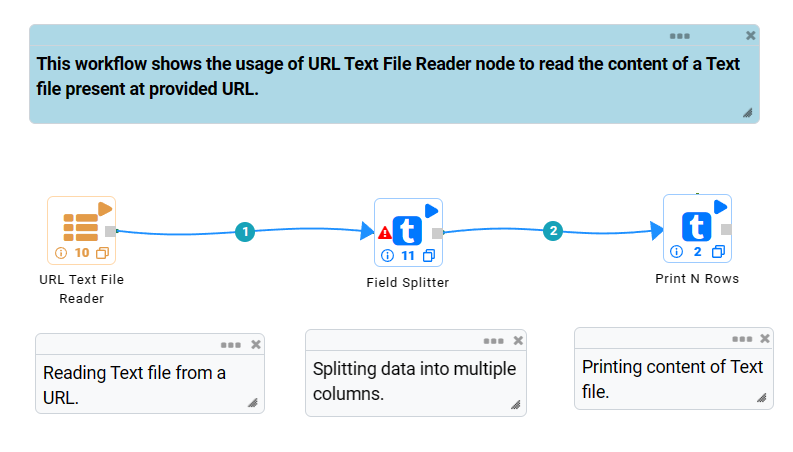 This workflow shows the usage of URL Text File Reader node to read the content of a Text
file present at provided URL.
1
2
t
t
10
11
2
URL Text File
Reader
Field Splitter
Print N Rows
Reading Text file from a
URL.
Splitting data into multiple
columns.
Printing content of Text
file.